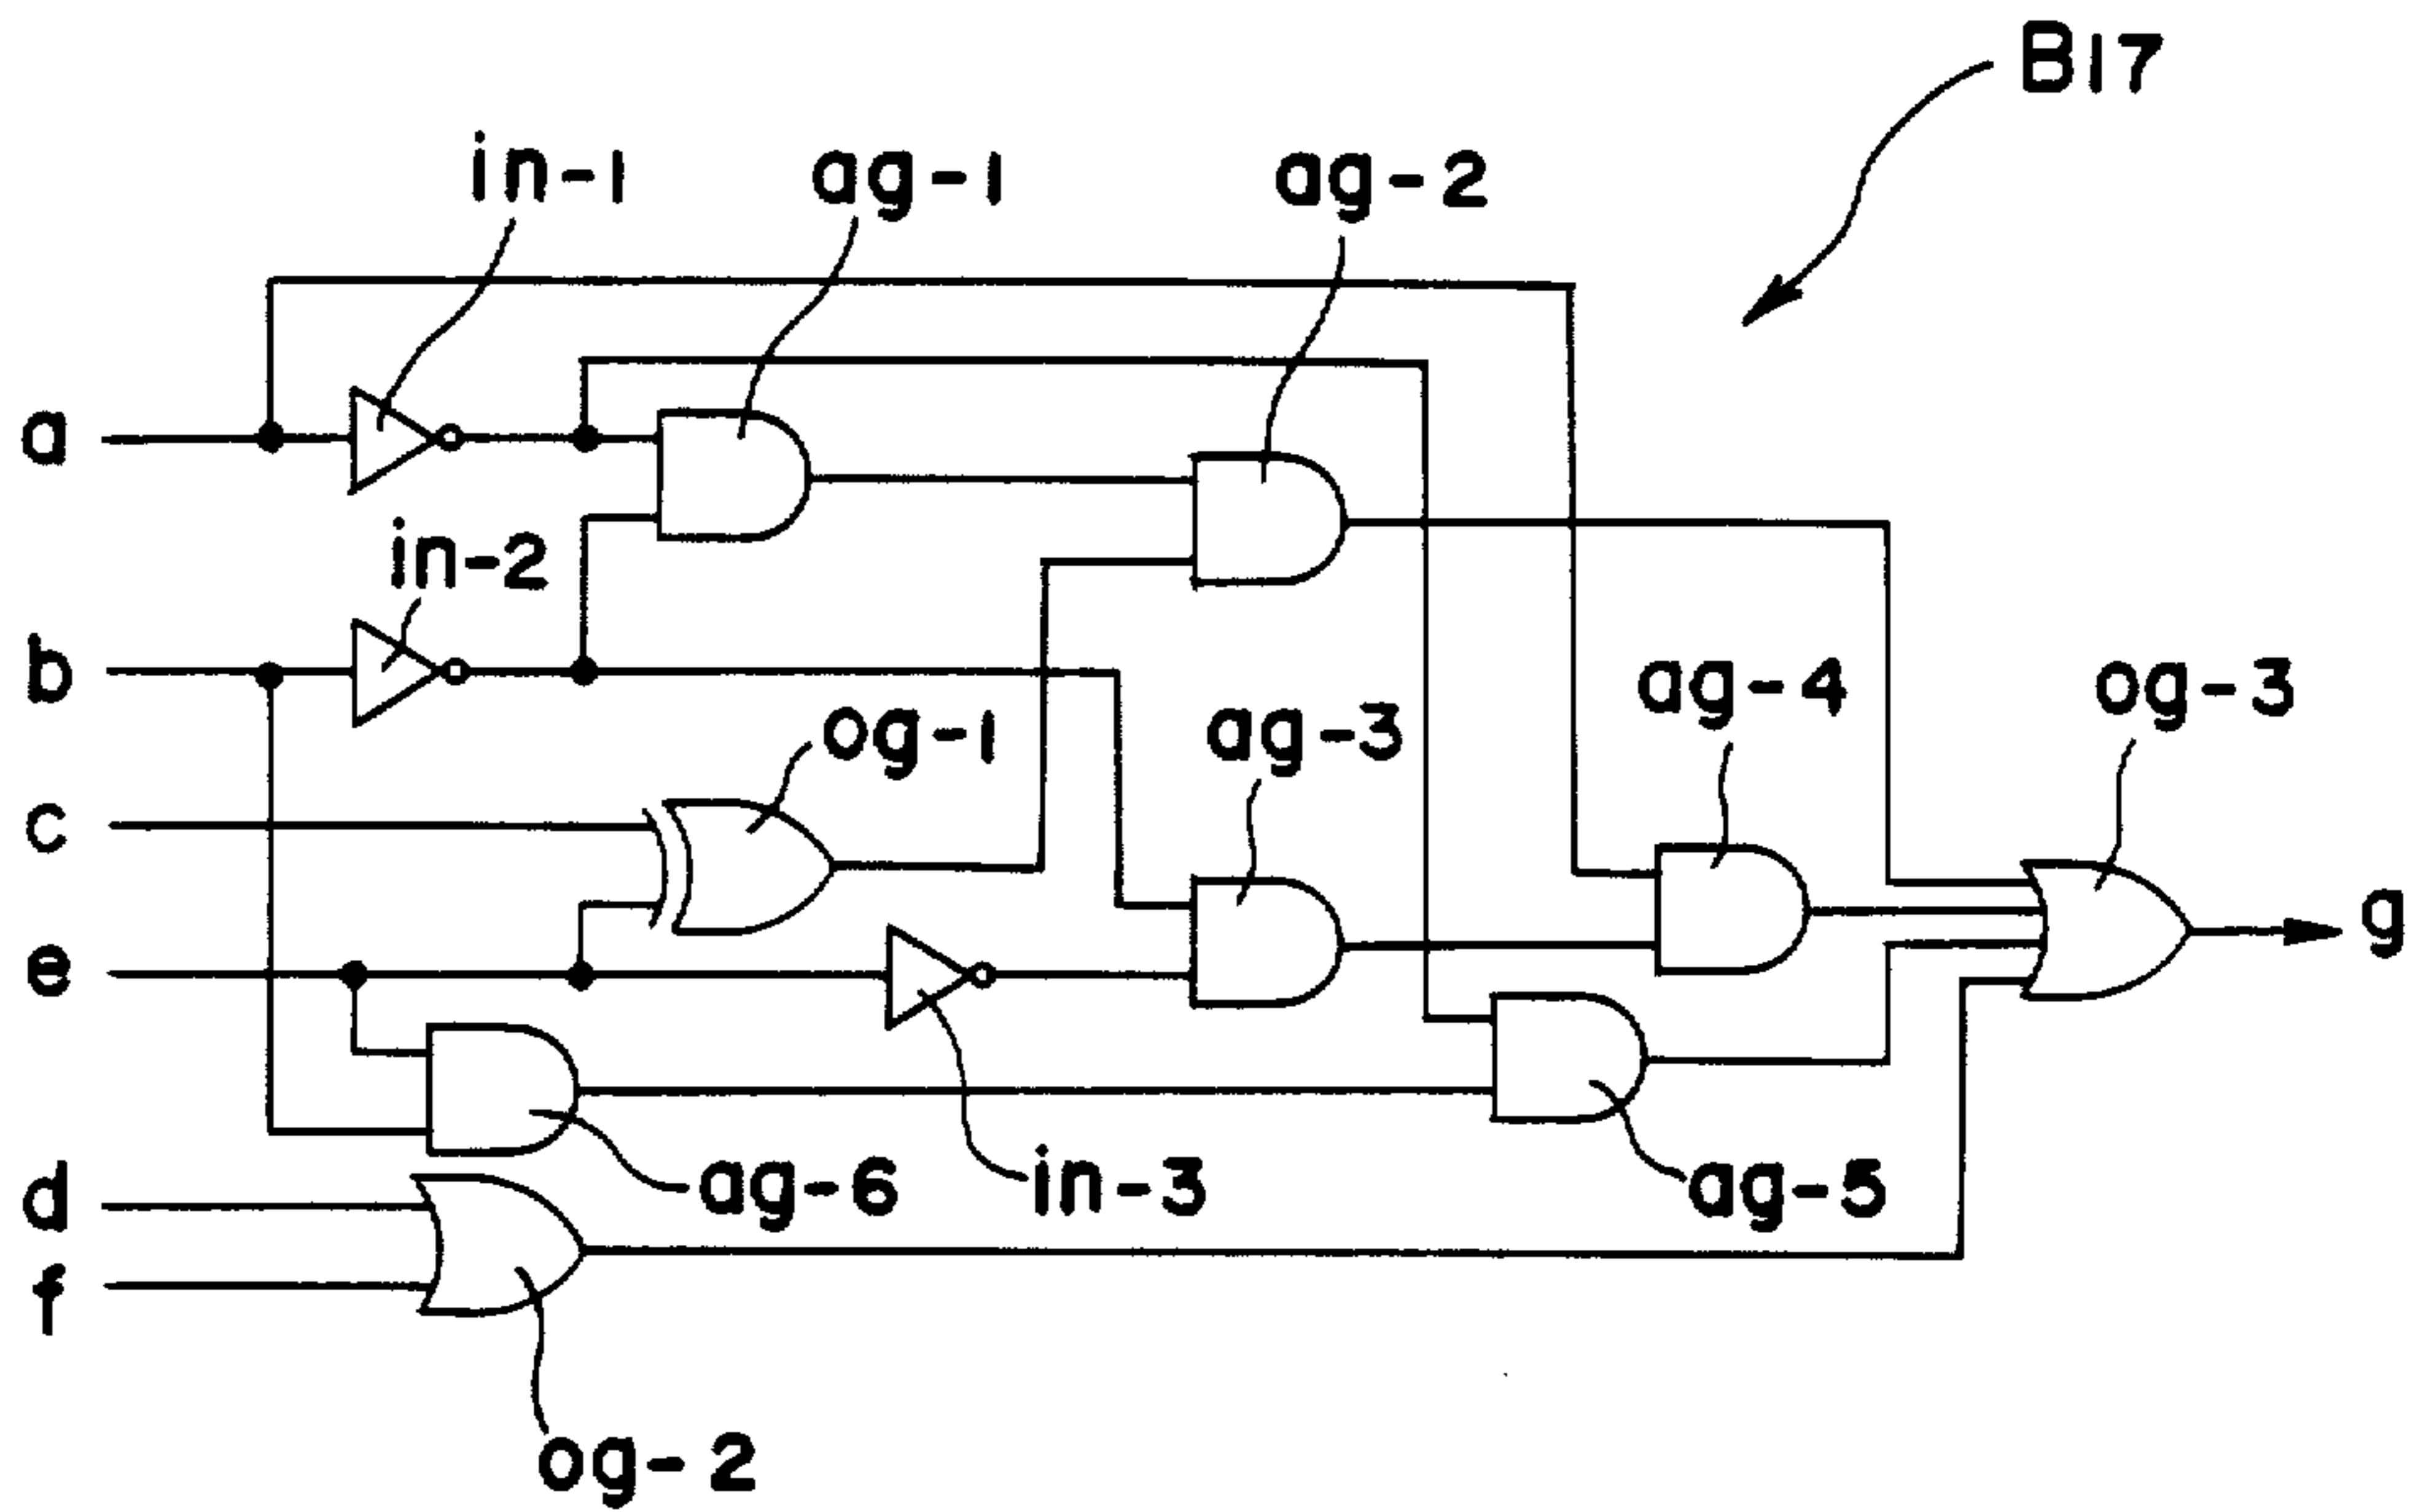 B17
in-1
ag-1
ag-2
a
in-2
b
og-1
ag-3
ag-4
og-3
c
g
e
d
ag-6
in-3
ag-5
f
og-2